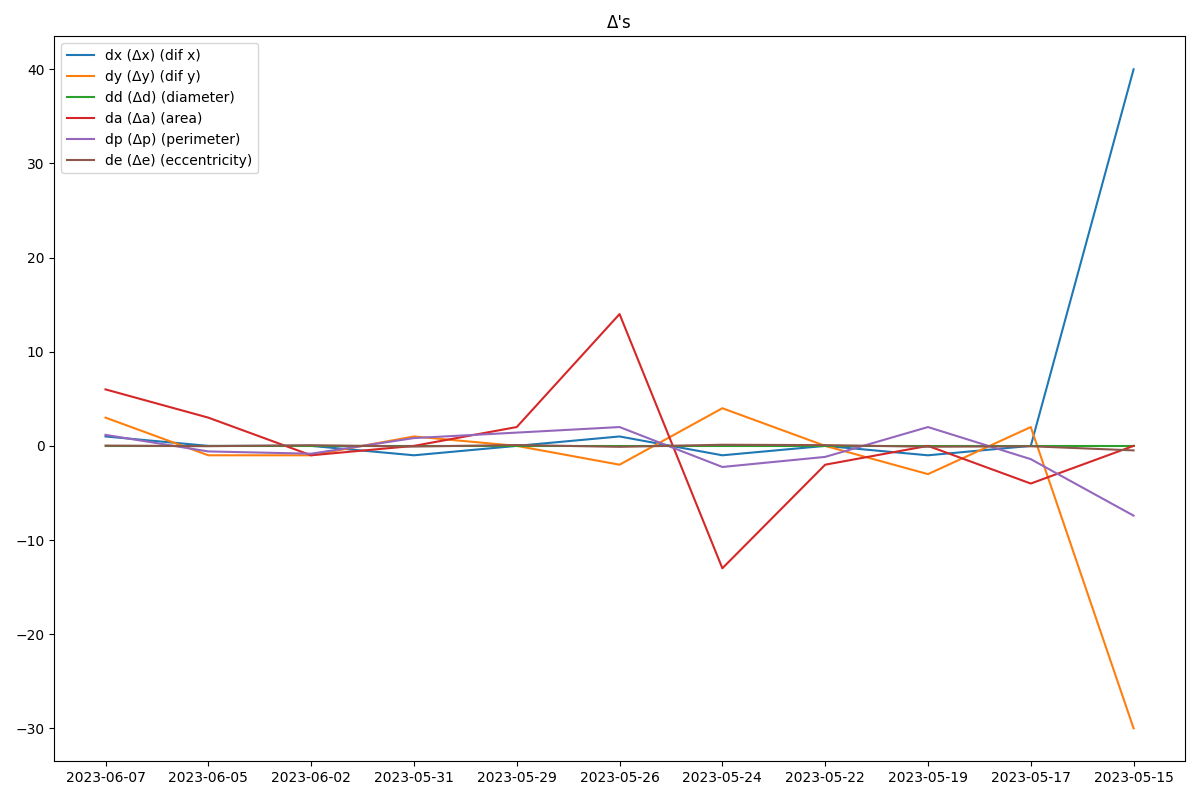 Δ's
dx (Δx) (dif x)
dy (Δy) (dif y)
dd (Δd) (diameter)
da (Δa) (area)
dp (Δp) (perimeter)
de (Δe) (eccentricity)
40
30
20
10
0
−10
−20
−30
2023-06-07 2023-06-05 2023-06-02 2023-05-31 2023-05-29 2023-05-26 2023-05-24 2023-05-22 2023-05-19 2023-05-17 2023-05-15